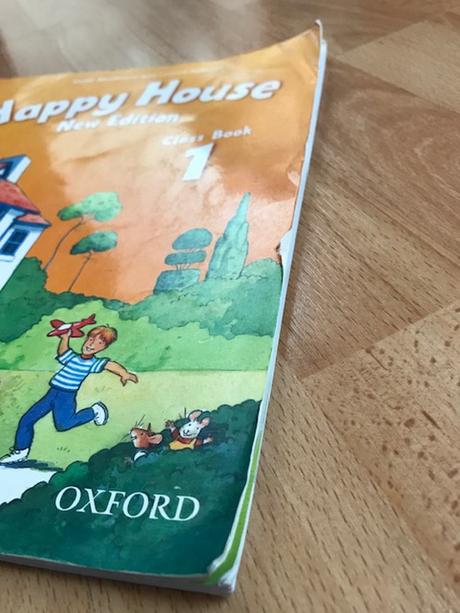 Happy House
New Edition
Class Book
1
OXFORD